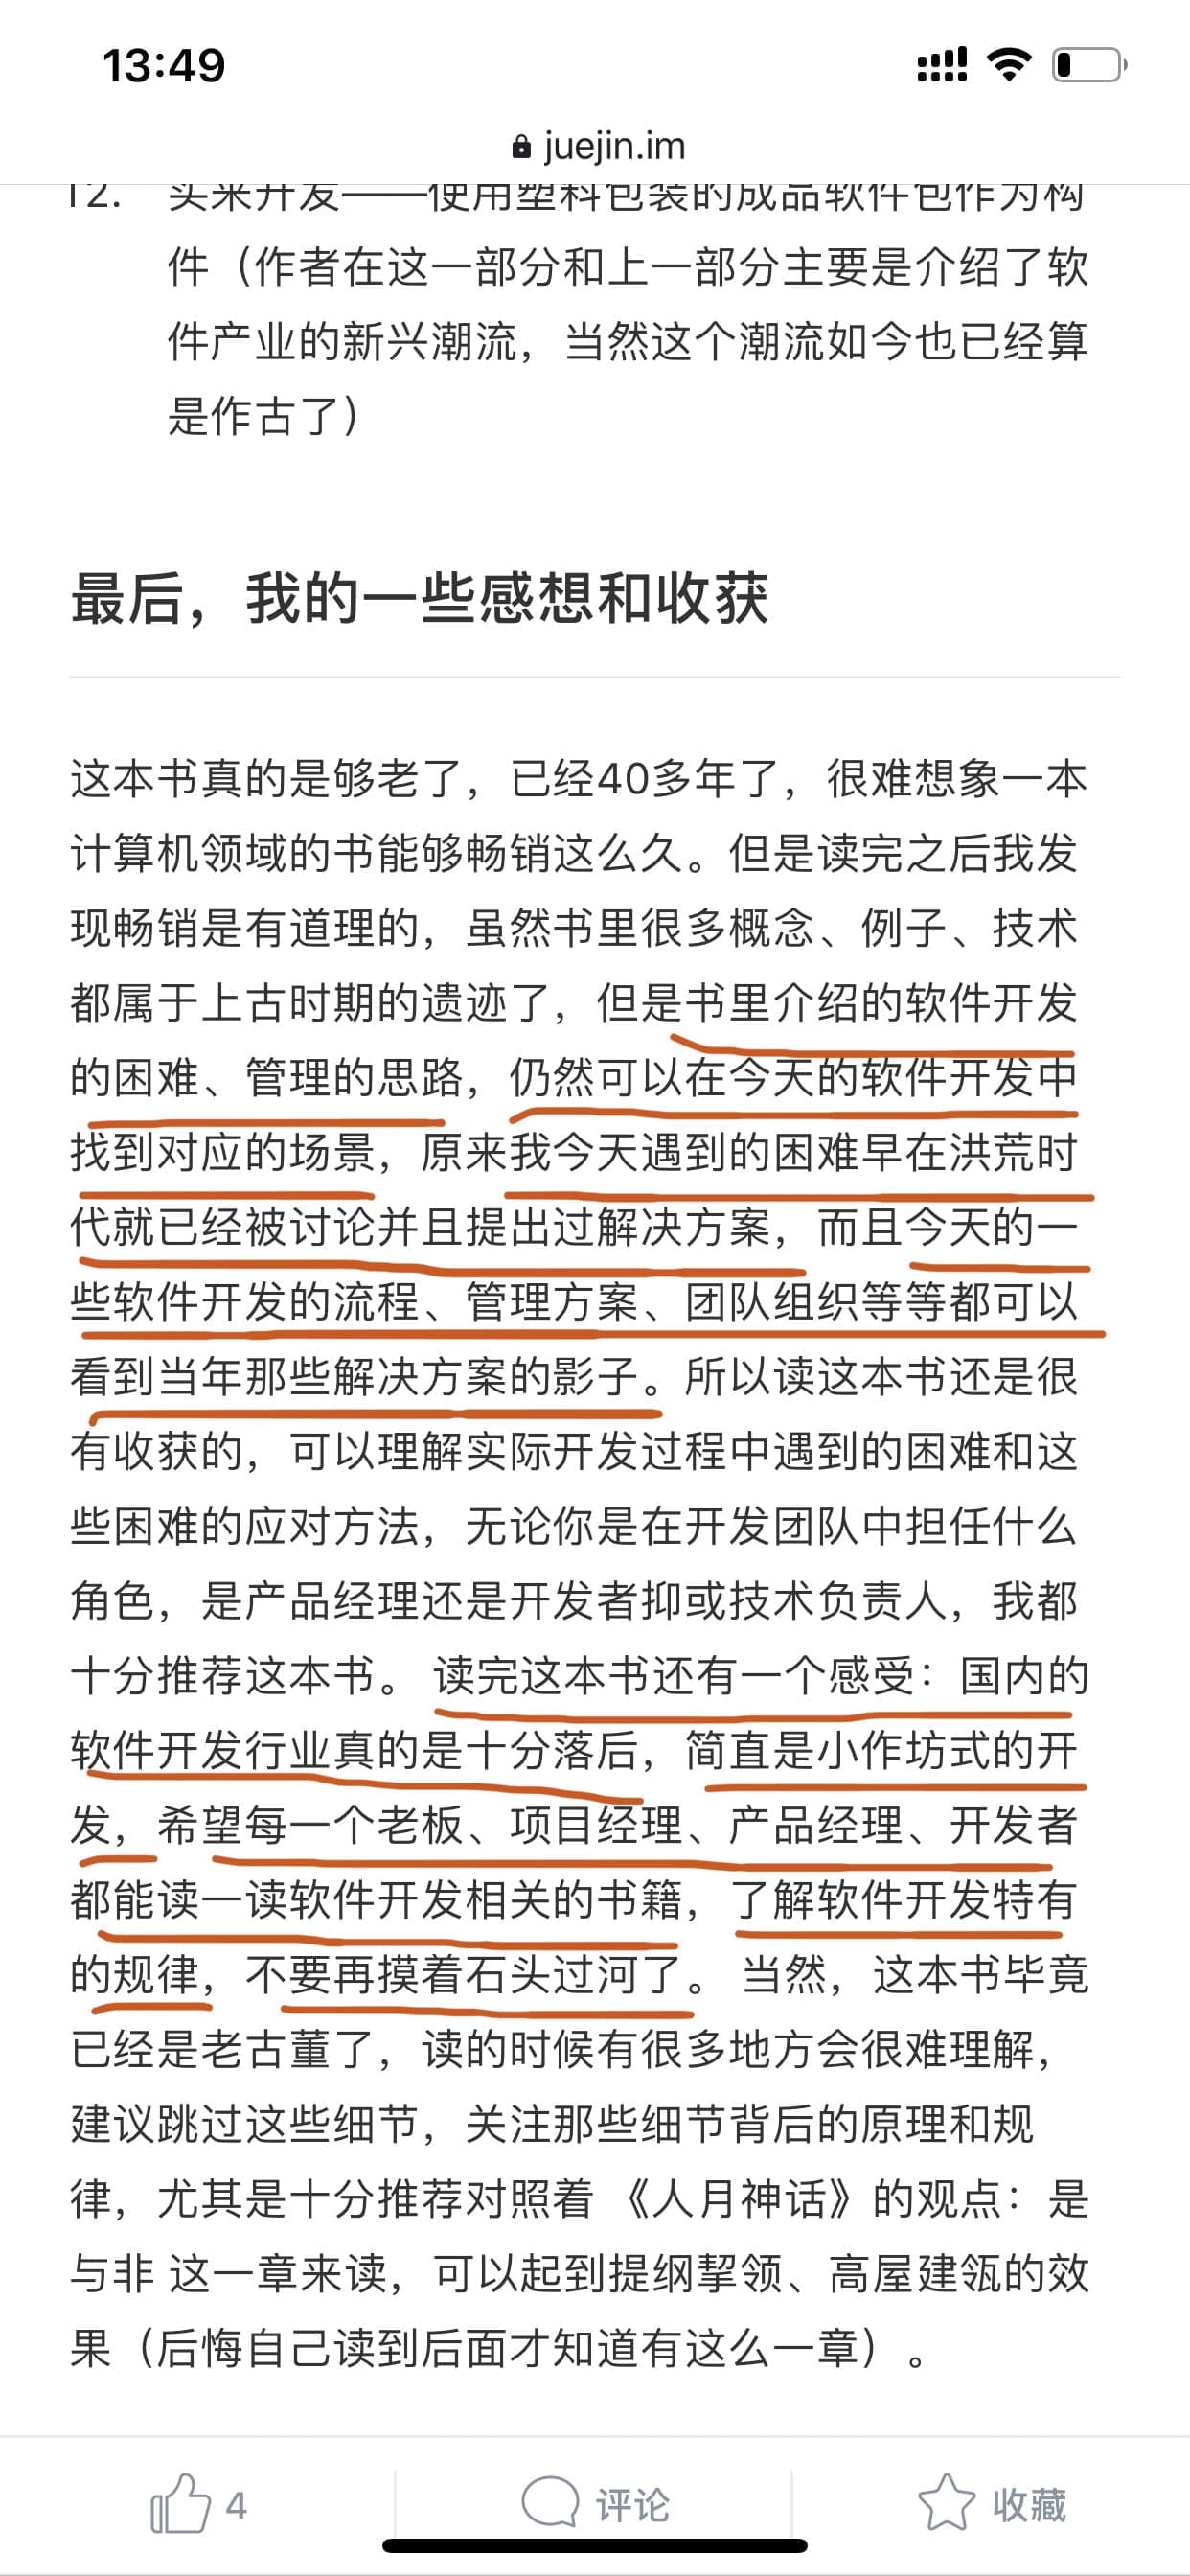 13:49
juejin.im
12. 买来开发——使用塑料包装的成品软件包作为构
件（作者在这一部分和上一部分主要是介绍了软
件产业的新兴潮流，当然这个潮流如今也已经算
是作古了）
最后，我的一些感想和收获
这本书真的是够老了，已经40多年了，很难想象一本
计算机领域的书能够畅销这么久。但是读完之后我发
现畅销是有道理的，虽然书里很多概念、例子、技术
都属于上古时期的遗迹了，但是书里介绍的软件开发
的困难、管理的思路，仍然可以在今天的软件开发中
找到对应的场景，原来我今天遇到的困难早在洪荒时
代就已经被讨论并且提出过解决方案，而且今天的一
些软件开发的流程、管理方案、团队组织等等都可以
看到当年那些解决方案的影子。所以读这本书还是很
有收获的，可以理解实际开发过程中遇到的困难和这
些困难的应对方法，无论你是在开发团队中担任什么
角色，是产品经理还是开发者抑或技术负责人，我都
十分推荐这本书。 读完这本书还有一个感受：国内的
软件开发行业真的是十分落后，简直是小作坊式的开
发，希望每一个老板、项目经理、产品经理、开发者
都能读一读软件开发相关的书籍，了解软件开发特有
的规律，不要再摸着石头过河了。 当然，这本书毕竟
已经是老古董了，读的时候有很多地方会很难理解，
建议跳过这些细节，关注那些细节背后的原理和规
律，尤其是十分推荐对照着 《人月神话》的观点：是
与非 这一章来读，可以起到提纲挈领、高屋建瓴的效
果（后悔自己读到后面才知道有这么一章）。
4
评论
收藏